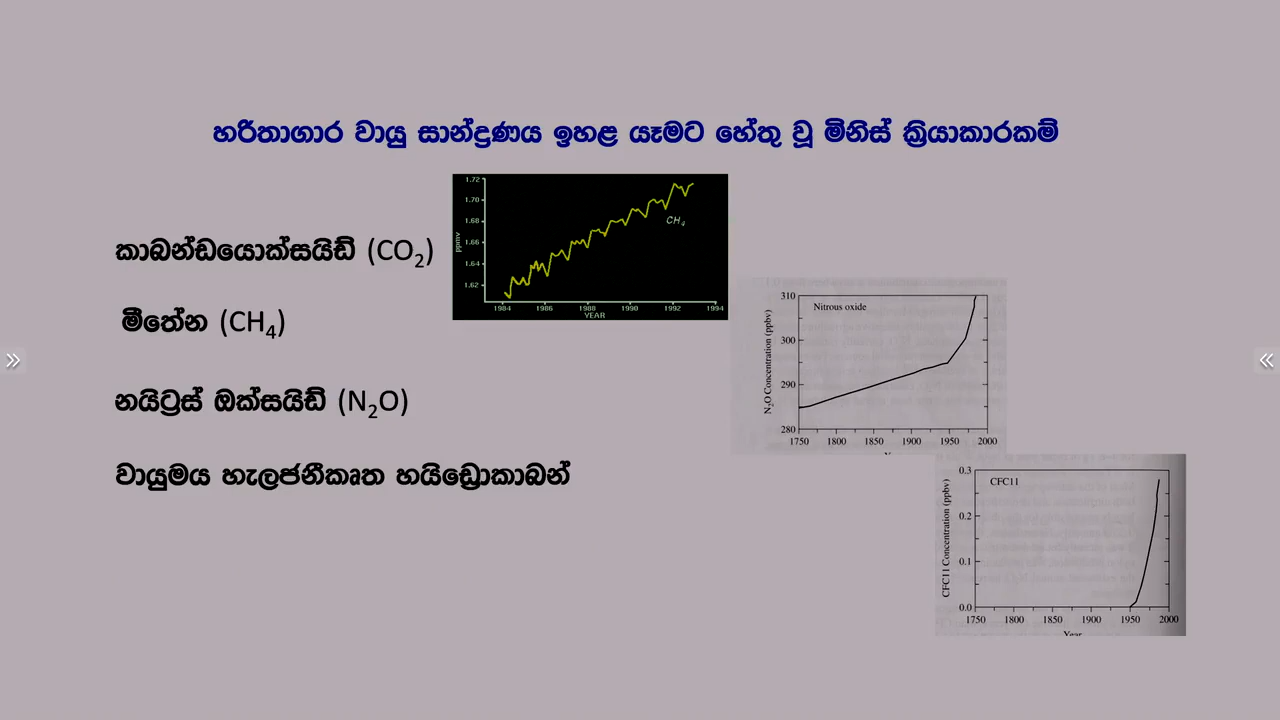 හරිතාගාර වායු සාන්ද්‍රණය ඉහළ යෑමට හේතු වූ මිනිස් ක්‍රියාකාරකම්
කාබන්ඩයොක්සයිඩ් (CO₂)
මීතේන (CH₄)
නයිට්‍රස් ඔක්සයිඩ් (N₂O)
වායුමය හැලජනීකෘත හයිඩ්‍රොකාබන්
1.72
1.70
1.68
1.66
1.64
1.62
ppmv
CH₄
1984 1986 1988 1990 1992 1994
YEAR
310
300
290
280
N₂O Concentration (ppbv)
Nitrous oxide
1750 1800 1850 1900 1950 2000
0.3
0.2
0.1
0.0
CFC11 Concentration (ppbv)
CFC11
1750 1800 1850 1900 1950 2000
Year